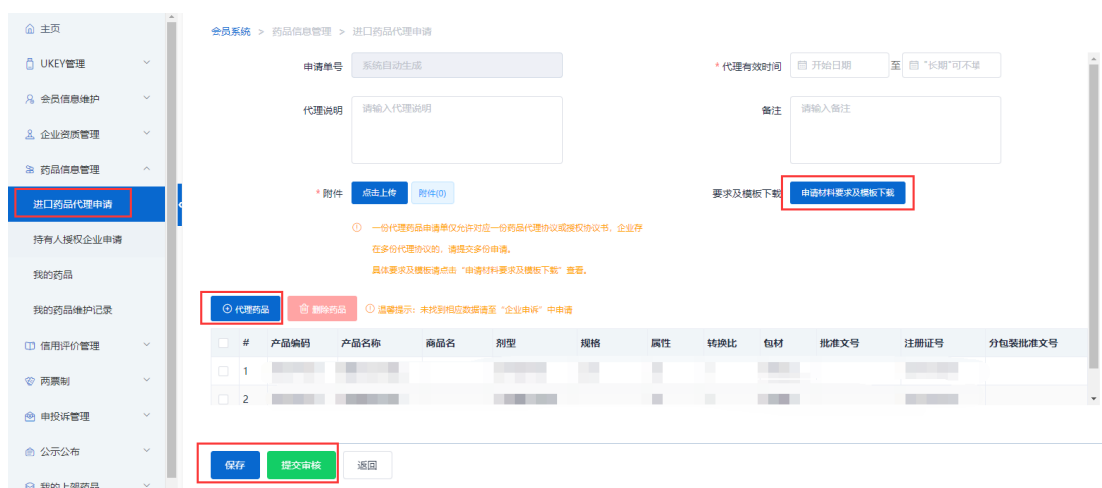 主页
UKEY管理
会员信息维护
企业资质管理
药品信息管理
进口药品代理申请
持有人授权企业申请
我的药品
我的药品维护记录
信用评价管理
两票制
申投诉管理
公示公布
我的上架药品
会员系统 > 药品信息管理 > 进口药品代理申请
申请单号 系统自动生成
* 代理有效时间 开始日期 至 "长期"可不填
代理说明 请输入代理说明
备注 请输入备注
* 附件 点击上传 附件(0)
要求及模板下载 申请材料要求及模板下载
一份代理药品申请单仅允许对应一份药品代理协议或授权协议书，企业存
在多份代理协议的，请提交多份申请。
具体要求及模板请点击“申请材料要求及模板下载”查看。
代理药品 删除药品 温馨提示：未找到相应数据请至“企业申诉”中申请
# 产品编码 产品名称 商品名 剂型 规格 属性 转换比 包材 批准文号 注册证号 分包装批准文号
1
2
保存 提交审核 返回